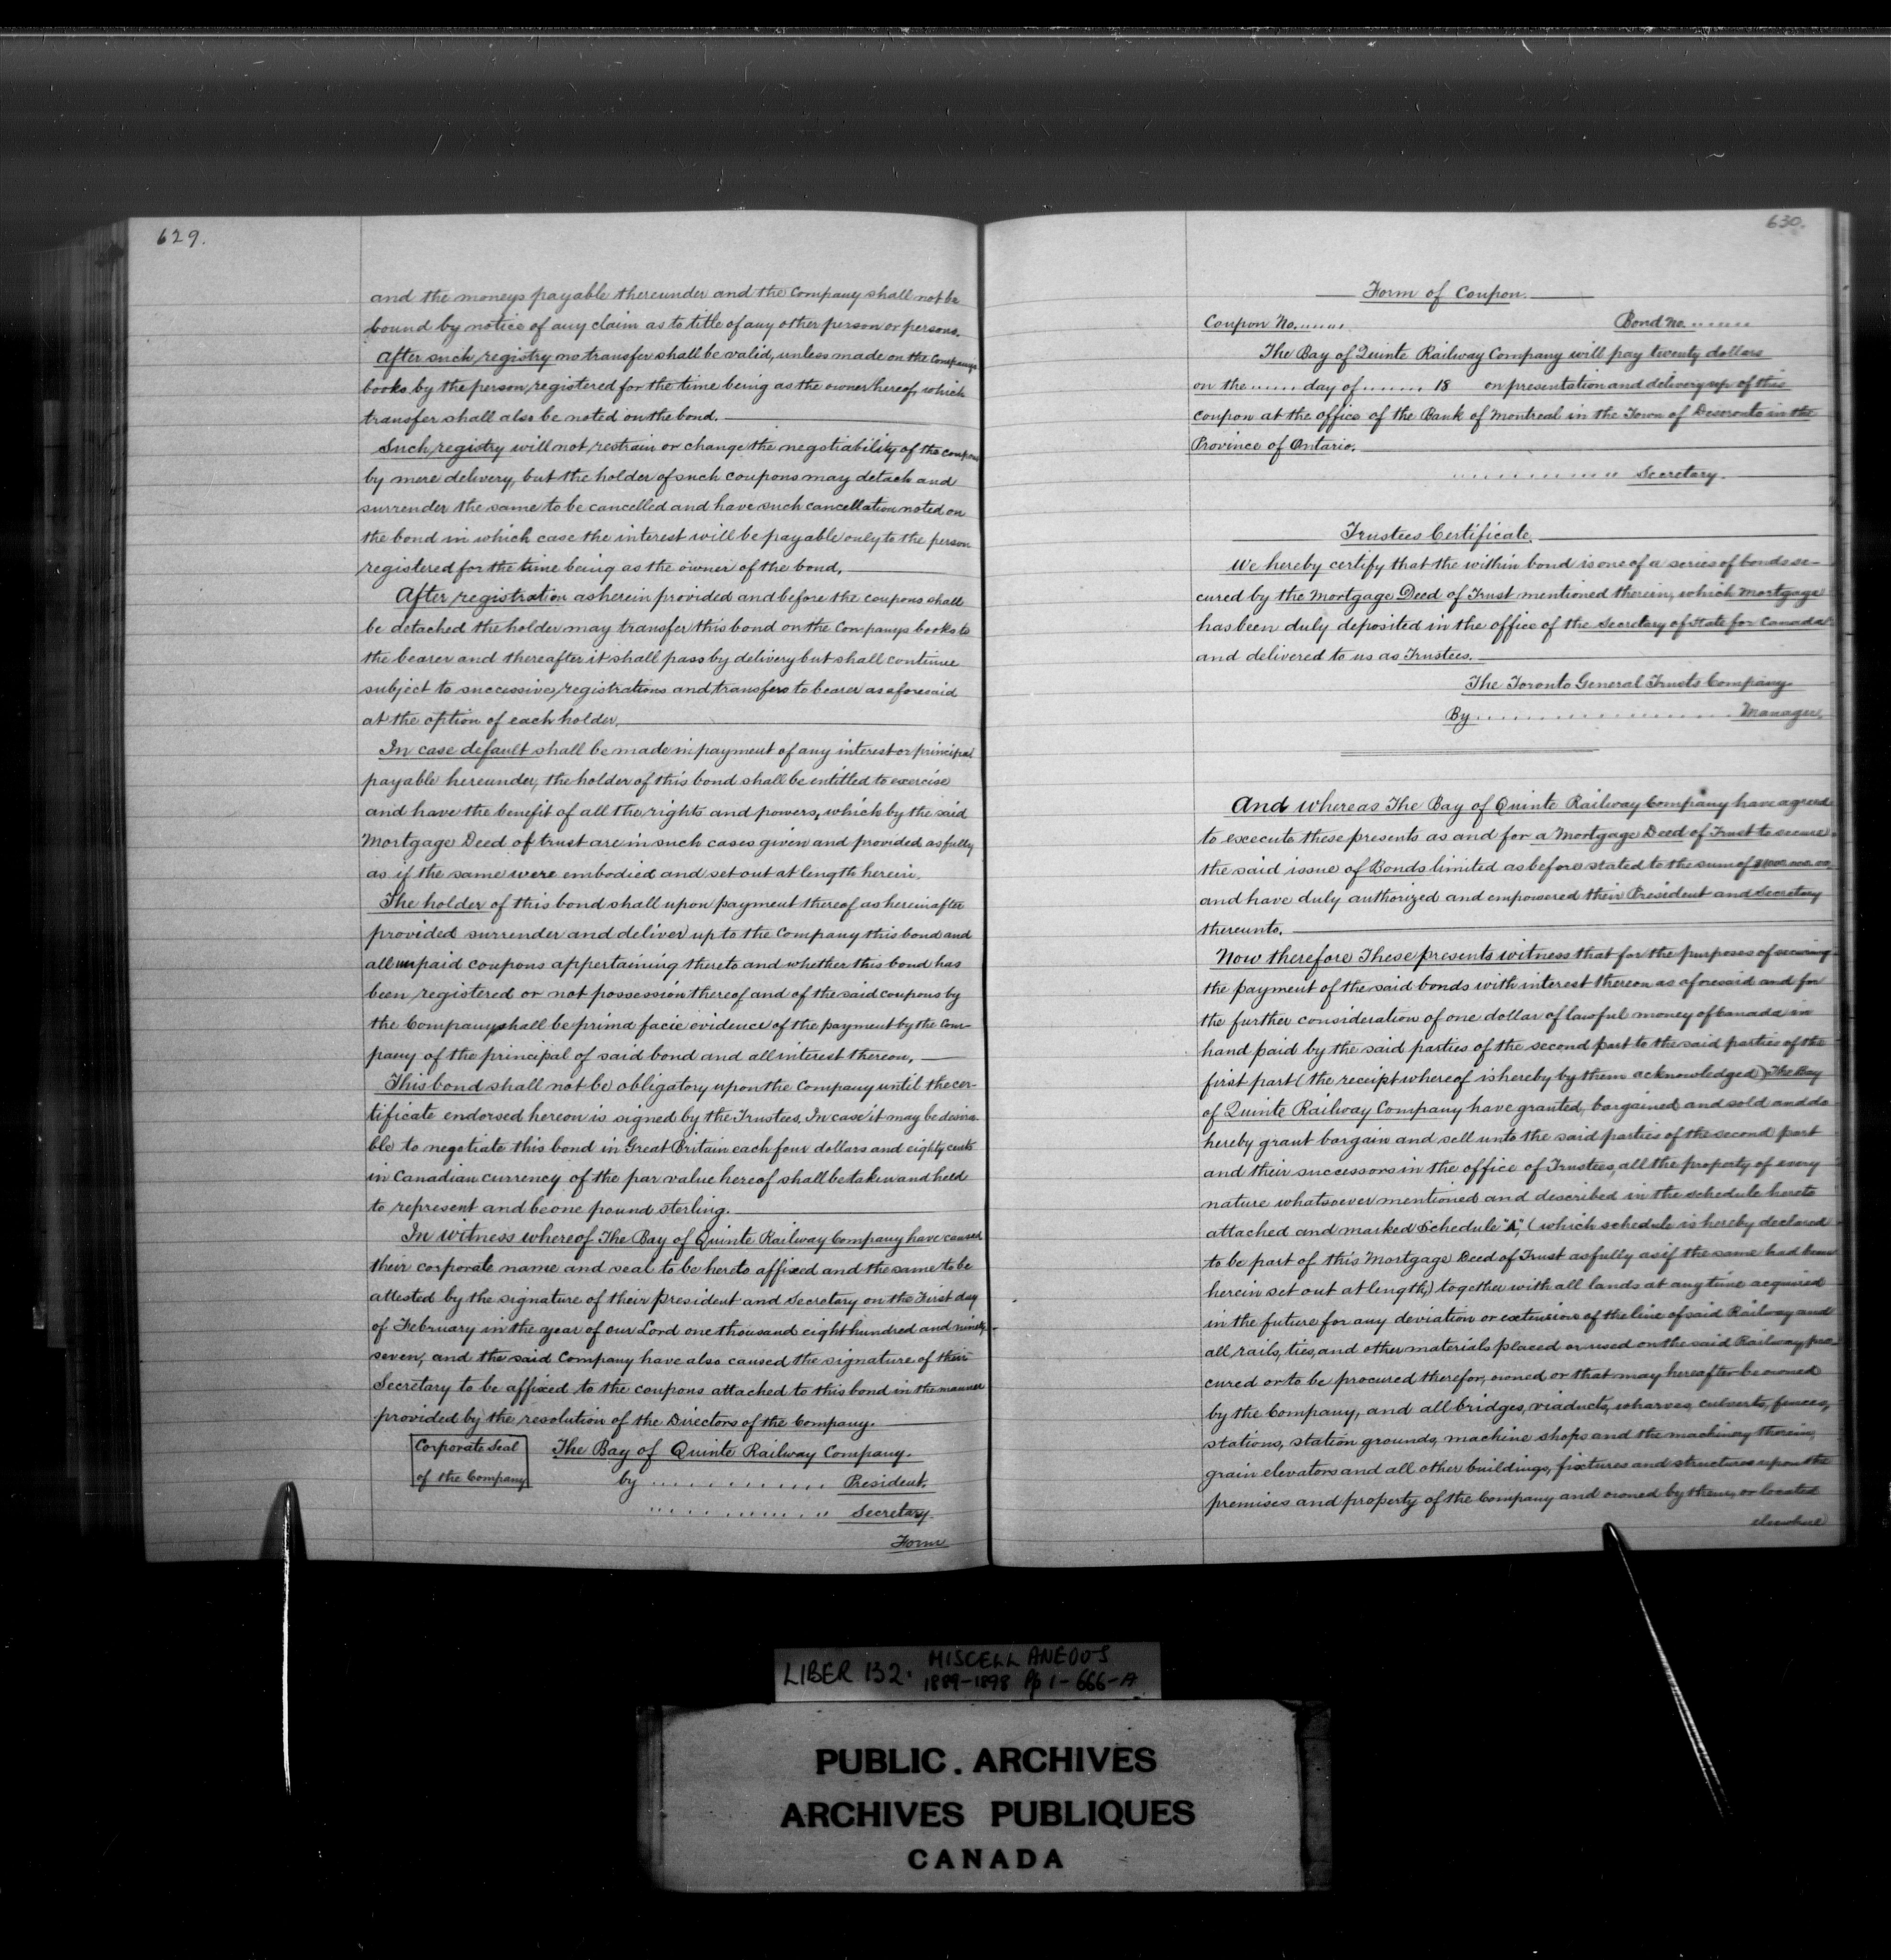 629.
and the moneys payable thereunder and the Company shall not be
bound by notice of any claim as to title of any other person or persons.
After such registry no transfer shall be valid, unless made on the Companys
books by the person registered for the time being as the owner hereof, which
transfer shall also be noted on the bond.
Such registry will not restrain or change the negotiability of the coupons
by mere delivery, but the holder of such coupons may detach and
surrender the same to be cancelled and have such cancellation noted on
the bond in which case the interest will be payable only to the person
registered for the time being as the owner of the bond.
After registration as herein provided and before the coupons shall
be detached the holder may transfer this bond on the Companys books to
the bearer and thereafter it shall pass by delivery but shall continue
subject to successive registrations and transfers to bearer as aforesaid
at the option of each holder.
In case default shall be made in payment of any interest or principal
payable hereunder, the holder of this bond shall be entitled to exercise
and have the benefit of all the rights and powers, which by the said
Mortgage Deed of trust are in such cases given and provided as fully
as if the same were embodied and set out at length herein.
The holder of this bond shall upon payment thereof as hereinafter
provided surrender and deliver up to the Company this bond and
all unpaid coupons appertaining thereto and whether this bond has
been registered or not possession thereof and of the said coupons by
the Company shall be prima facie evidence of the payment by the Com-
pany of the principal of said bond and all interest thereon.
This bond shall not be obligatory upon the Company until the cer-
tificate endorsed hereon is signed by the Trustees. In case it may be desira-
ble to negotiate this bond in Great Britain each four dollars and eighty cents
in Canadian currency of the par value hereof shall be taken and held
to represent and be one pound sterling.
In witness whereof The Bay of Quinte Railway Company have caused
their corporate name and seal to be hereto affixed and the same to be
attested by the signature of their President and Secretary on the First day
of February in the year of our Lord one thousand eight hundred and ninety-
seven, and the said Company have also caused the signature of their
Secretary to be affixed to the coupons attached to this bond in the manner
provided by the resolution of the Directors of the Company.
Corporate Seal of the Company
The Bay of Quinte Railway Company.
by ............ President.
............ Secretary.
Form
630.
Form of Coupon.
Coupon No...... Bond No.......
The Bay of Quinte Railway Company will pay twenty dollars
on the ...... day of ........ 18 on presentation and delivery up of this
coupon at the office of the Bank of Montreal in the Town of Deseronto in the
Province of Ontario.
............ Secretary.
Trustees Certificate.
We hereby certify that the within bond is one of a series of bonds se-
cured by the Mortgage Deed of Trust mentioned therein, which Mortgage
has been duly deposited in the office of the Secretary of State for Canada
and delivered to us as Trustees.
The Toronto General Trusts Company.
By .................... Manager.
And whereas The Bay of Quinte Railway Company have agreed
to execute these presents as and for a Mortgage Deed of Trust to secure
the said issue of Bonds limited as before stated to the sum of
and have duly authorized and empowered their President and Secretary
thereunto.
Now therefore These presents witness that for the purposes of securing
the payment of the said bonds with interest thereon as aforesaid and for
the further consideration of one dollar of lawful money of Canada in
hand paid by the said parties of the second part to the said parties of the
first part (the receipt whereof is hereby by them acknowledged) The Bay
of Quinte Railway Company have granted, bargained and sold and do
hereby grant bargain and sell unto the said parties of the second part
and their successors in the office of Trustees, all the property of every
nature whatsoever mentioned and described in the schedule hereto
attached and marked Schedule "A", (which schedule is hereby declared
to be part of this Mortgage Deed of Trust as fully as if the same had been
herein set out at length,) together with all lands at any time acquired
in the future for any deviation or extension of the line of said Railway and
all rails, ties, and other materials placed or used on the said Railway pro-
cured or to be procured therefor, owned or that may hereafter be owned
by the Company, and all bridges, viaducts, wharves, culverts, fences,
stations, station grounds, machine shops and the machinery therein,
grain elevators and all other buildings, fixtures and structures upon the
premises and property of the Company and owned by them, or located
elsewhere
LIBER 132. MISCELLANEOUS
1889-1898 Pp 1-666-A
PUBLIC. ARCHIVES
ARCHIVES PUBLIQUES
CANADA